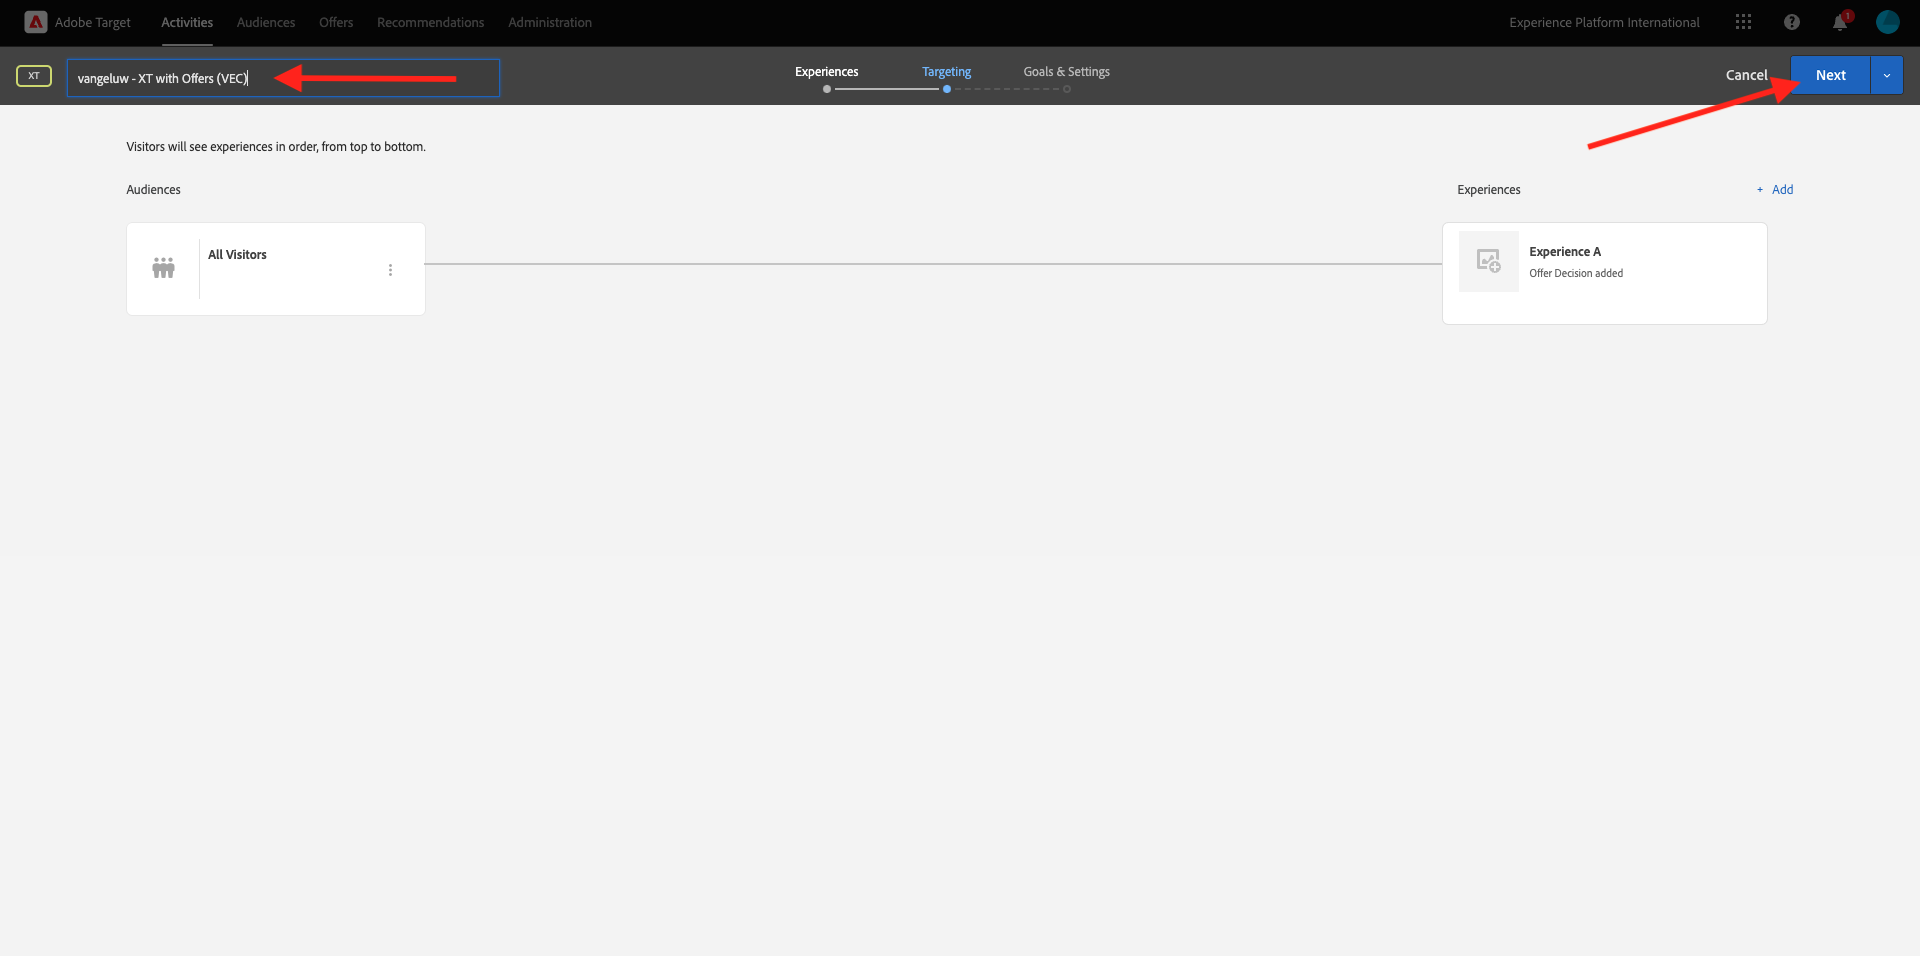 Adobe Target
Activities
Audiences
Offers
Recommendations
Administration
Experience Platform International
1
XT
vangeluw - XT with Offers (VEC)
Experiences
Targeting
Goals & Settings
Cancel
Next
Visitors will see experiences in order, from top to bottom.
Audiences
Experiences
+ Add
All Visitors
Experience A
Offer Decision added